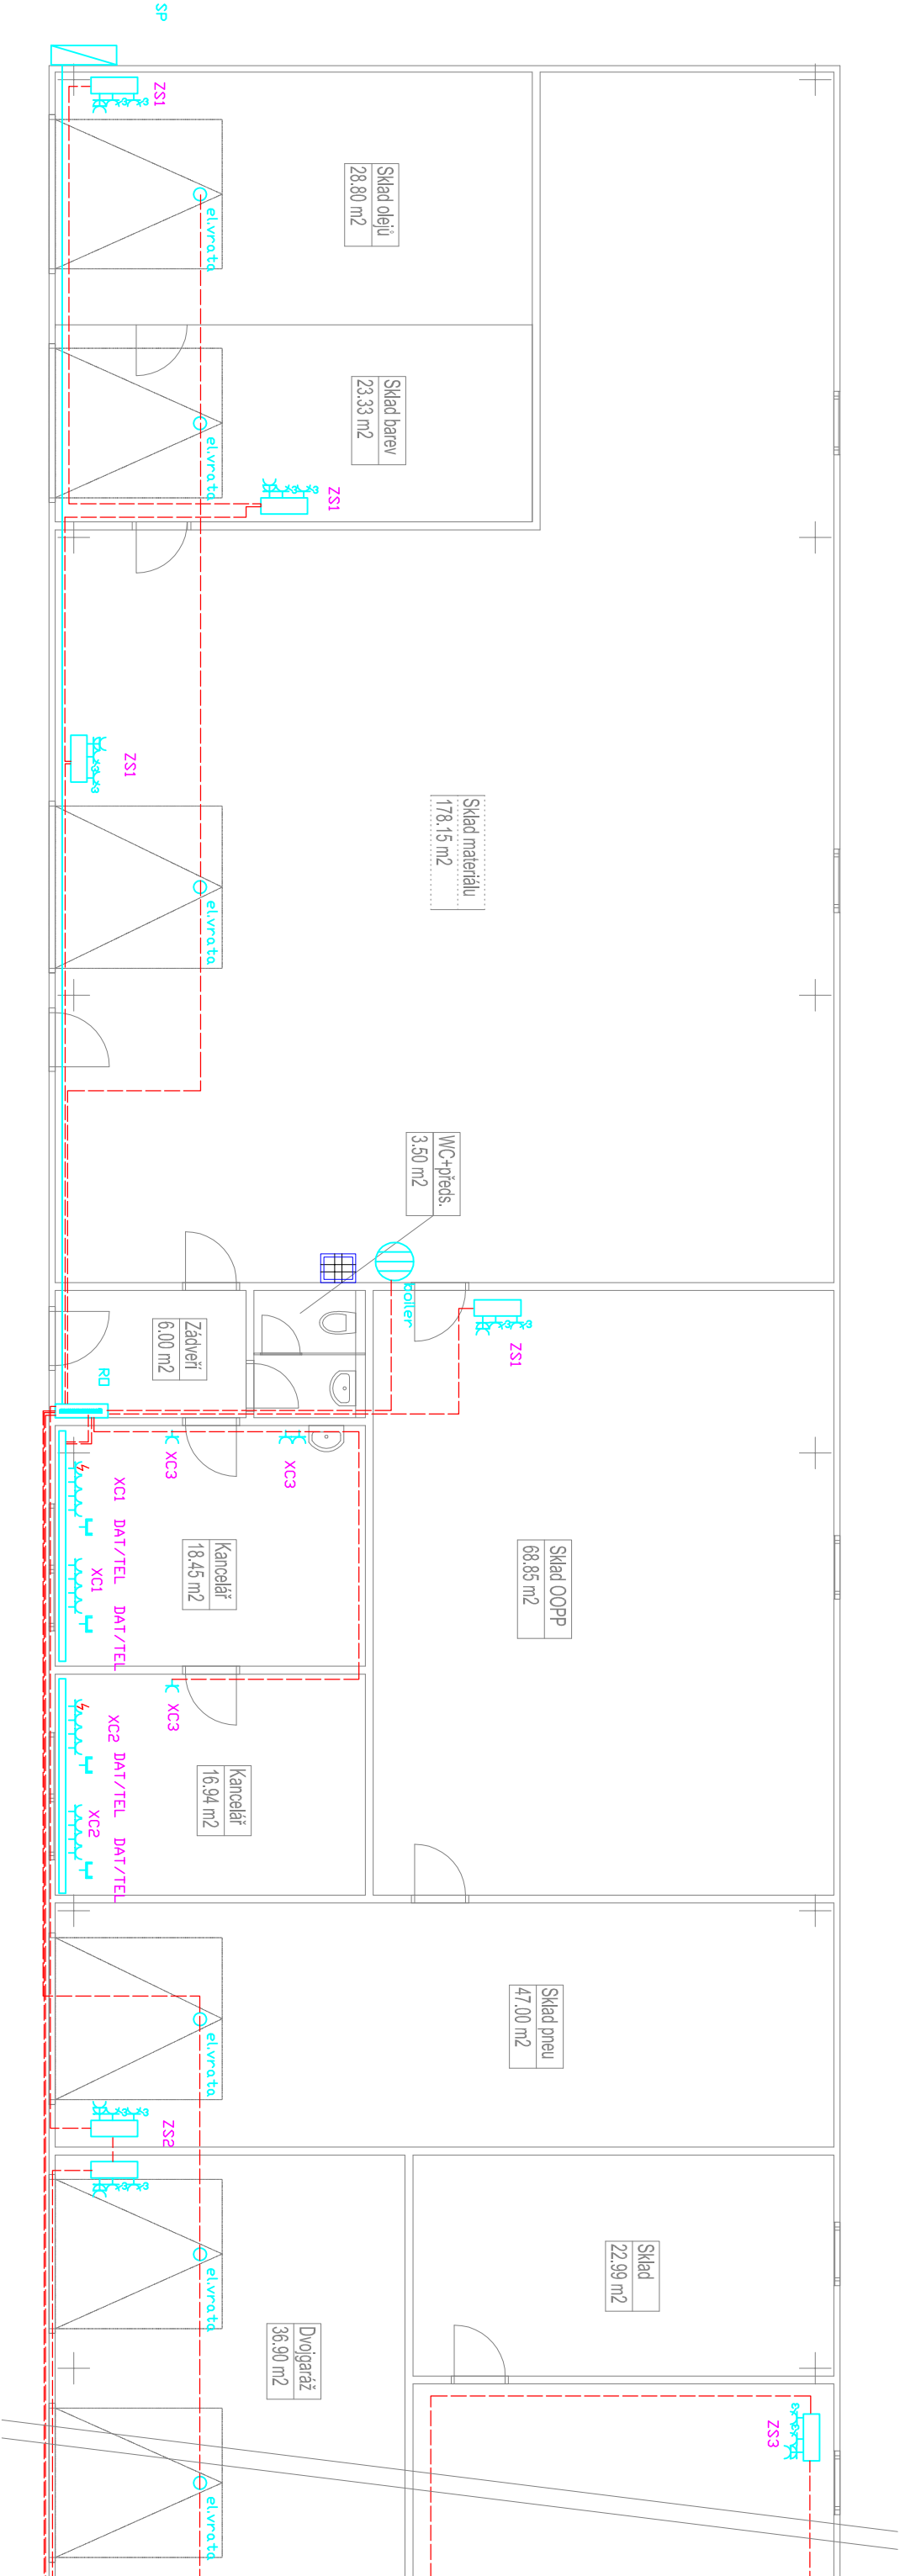 SP
ZS1
Sklad olejů
28.80 m2
el.vrata
Sklad barev
23.33 m2
el.vrata
ZS1
ZS1
Sklad materiálu
178.15 m2
el.vrata
WC+předs.
3.50 m2
boiler
ZS1
Zádveří
6.00 m2
RO
XC3
XC3
XC1 DAT/TEL DAT/TEL
XC1
Kancelář
18.45 m2
Sklad OOPP
68.85 m2
XC3
XC2 DAT/TEL DAT/TEL
XC2
Kancelář
16.94 m2
Sklad pneu
47.00 m2
el.vrata
ZS2
Sklad
22.99 m2
el.vrata
Dvojgaráž
36.90 m2
ZS3
el.vrata